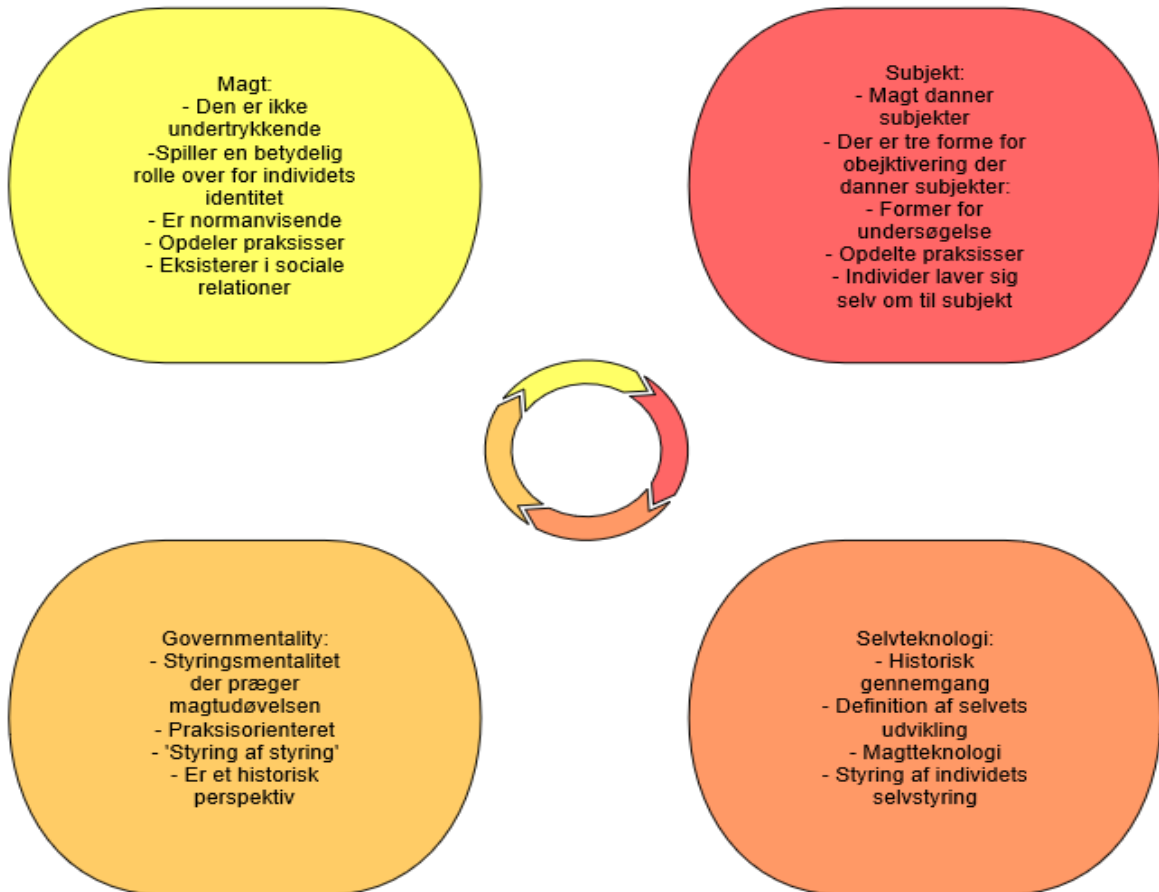 Magt:
- Den er ikke
undertrykkende
-Spiller en betydelig
rolle over for individets
identitet
- Er normanvisende
- Opdeler praksisser
- Eksisterer i sociale
relationer
Subjekt:
- Magt danner
subjekter
- Der er tre forme for
obejktivering der
danner subjekter:
- Former for
undersøgelse
- Opdelte praksisser
- Individer laver sig
selv om til subjekt
Governmentality:
- Styringsmentalitet
der præger
magtudøvelsen
- Praksisorienteret
- 'Styring af styring'
- Er et historisk
perspektiv
Selvteknologi:
- Historisk
gennemgang
- Definition af selvets
udvikling
- Magtteknologi
- Styring af individets
selvstyring